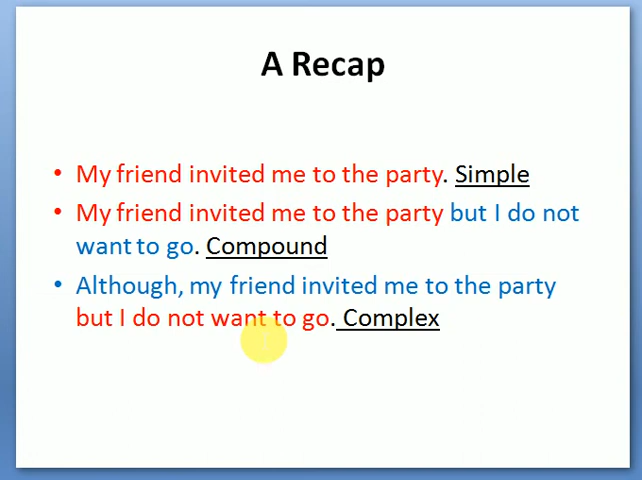 A Recap
• My friend invited me to the party. Simple
• My friend invited me to the party but I do not
want to go. Compound
• Although, my friend invited me to the party
but I do not want to go. Complex